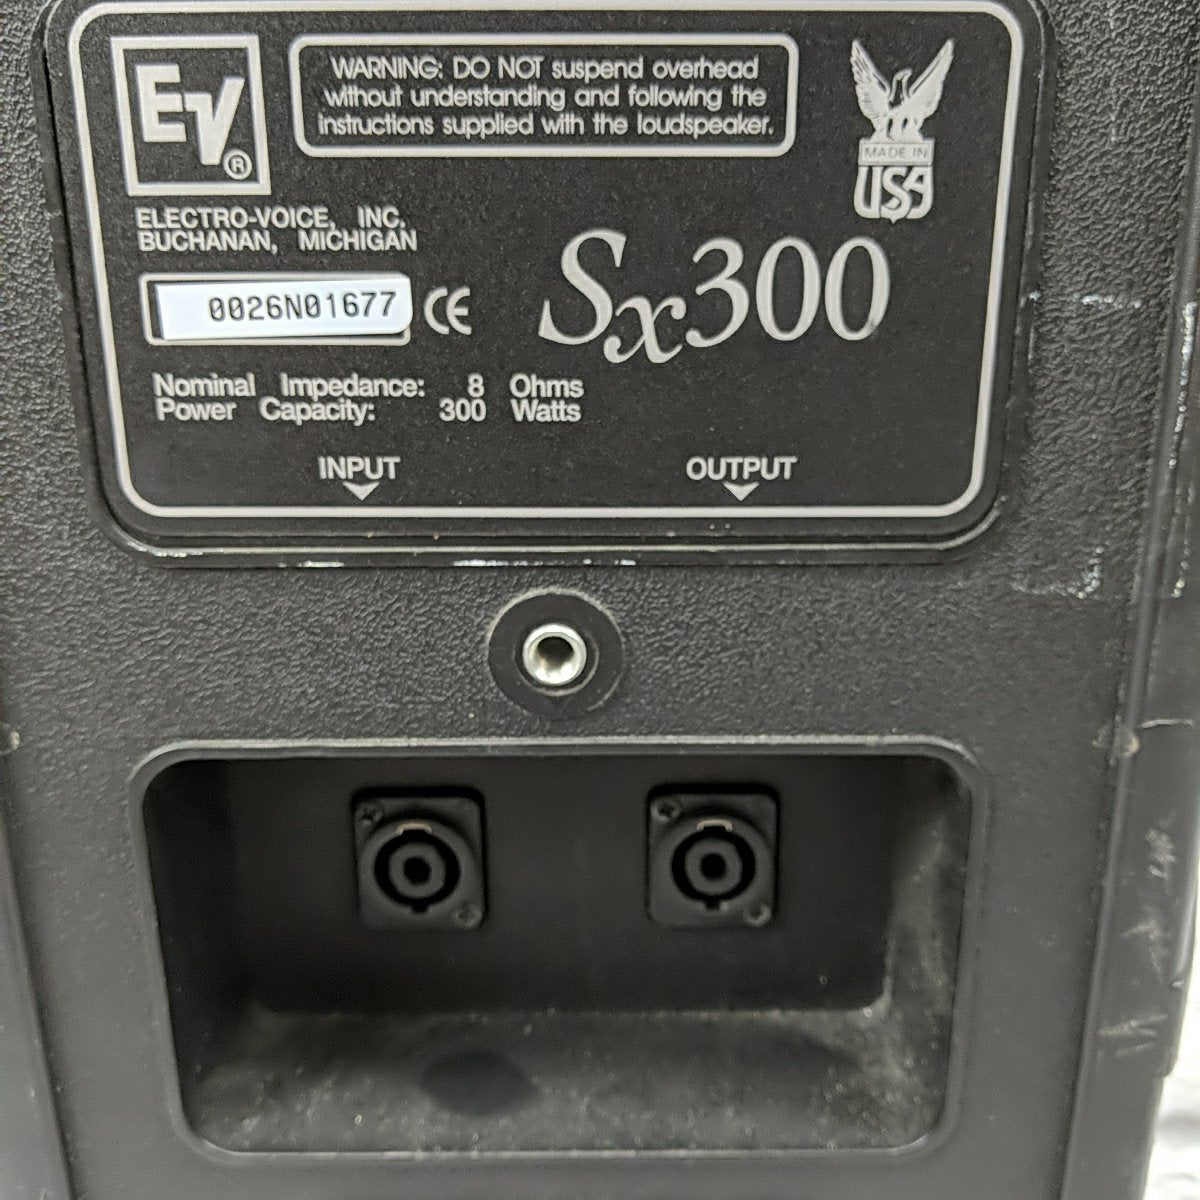 EV®
WARNING: DO NOT suspend overhead
without understanding and following the
instructions supplied with the loudspeaker.
MADE IN
USA
ELECTRO-VOICE, INC.
BUCHANAN, MICHIGAN
0026N01677 CE
Sx300
Nominal Impedance: 8 Ohms
Power Capacity: 300 Watts
INPUT OUTPUT